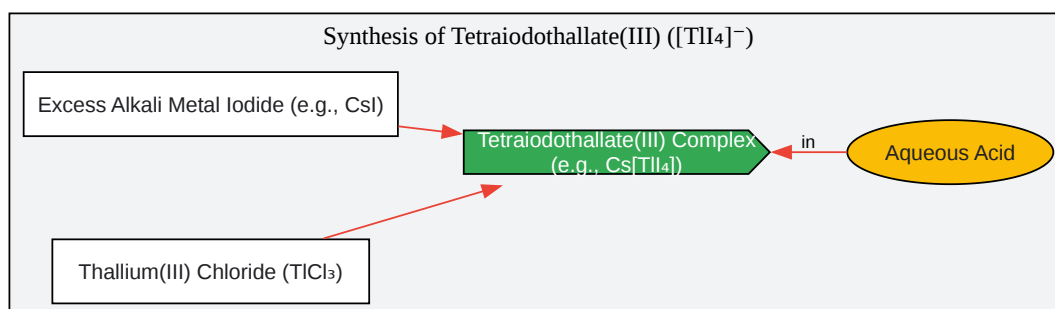 Synthesis of Tetraiodothallate(III) ([TlI₄]⁻)
Excess Alkali Metal Iodide (e.g., CsI)
Tetraiodothallate(III) Complex
(e.g., Cs[TlI₄])
in
Aqueous Acid
Thallium(III) Chloride (TlCl₃)